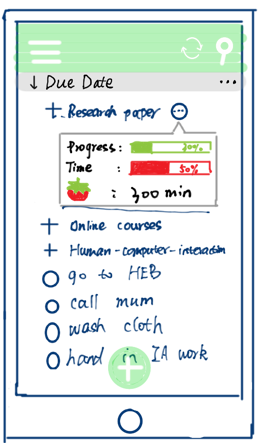 ↓ Due Date ...
+ Research paper
Progress: 20%
Time : 50%
: 300 min
+ Online courses
+ Human-computer-interaction
go to HEB
call mum
wash cloth
hand in IA work